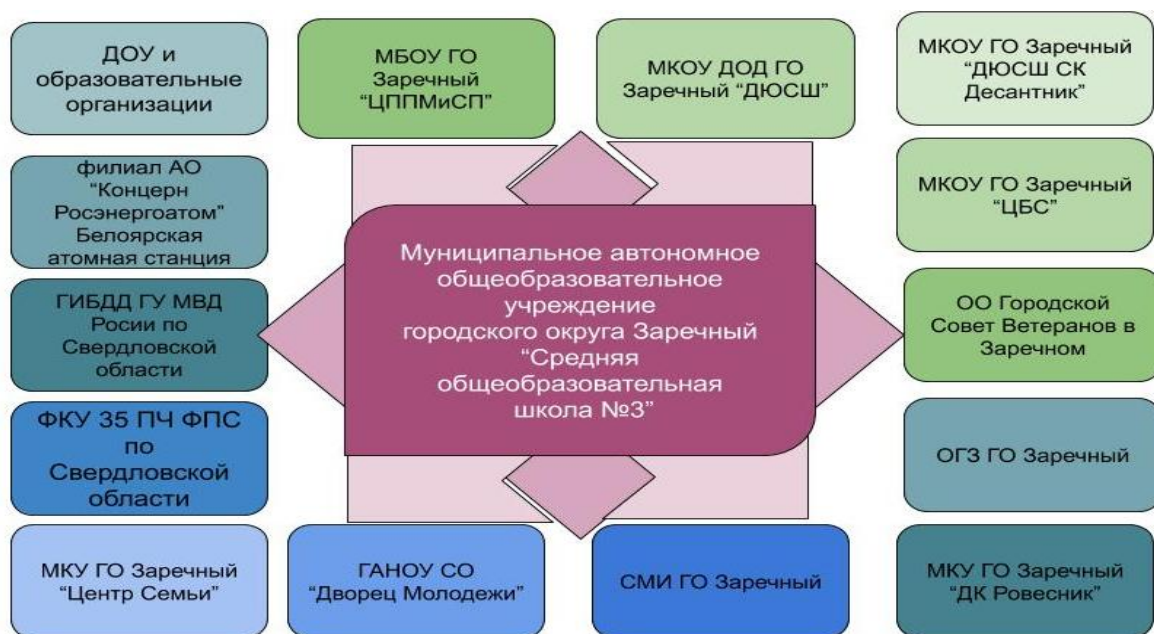 ДОУ и
образовательные
организации
МБОУ ГО
Заречный
“ЦППМиСП”
МКОУ ДОД ГО
Заречный “ДЮСШ”
МКОУ ГО Заречный
“ДЮСШ СК
Десантник”
филиал АО
“Концерн
Росэнергоатом”
Белоярская
атомная станция
МКОУ ГО Заречный
“ЦБС”
Муниципальное автономное
общеобразовательное
учреждение
городского округа Заречный
“Средняя
общеобразовательная
школа №3”
ГИБДД ГУ МВД
Росии по
Свердловской
области
ОО Городской
Совет Ветеранов в
Заречном
ФКУ 35 ПЧ ФПС
по
Свердловской
области
ОГЗ ГО Заречный
МКУ ГО Заречный
“Центр Семьи”
ГАНОУ СО
“Дворец Молодежи”
СМИ ГО Заречный
МКУ ГО Заречный
“ДК Ровесник”